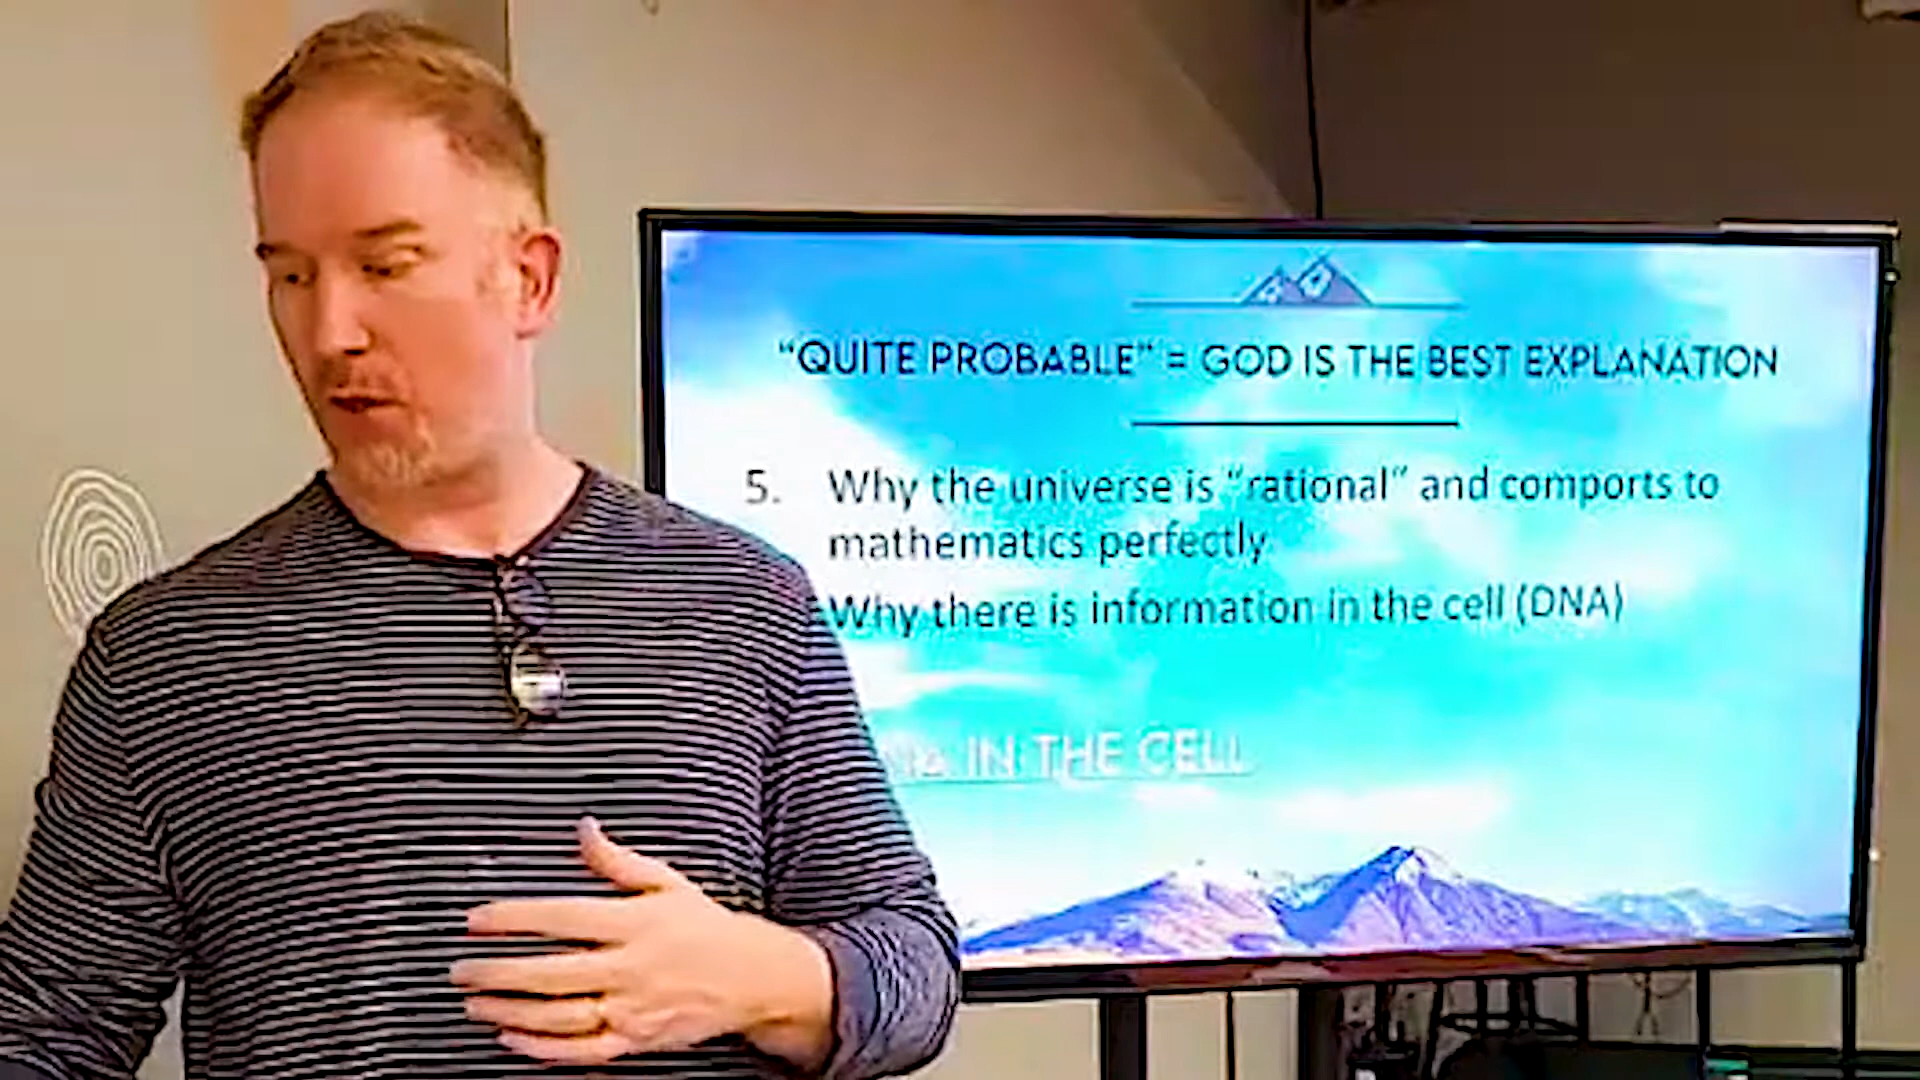 “QUITE PROBABLE” = GOD IS THE BEST EXPLANATION
5. Why the universe is “rational” and comports to
mathematics perfectly.
Why there is information in the cell (DNA)
IN THE CELL